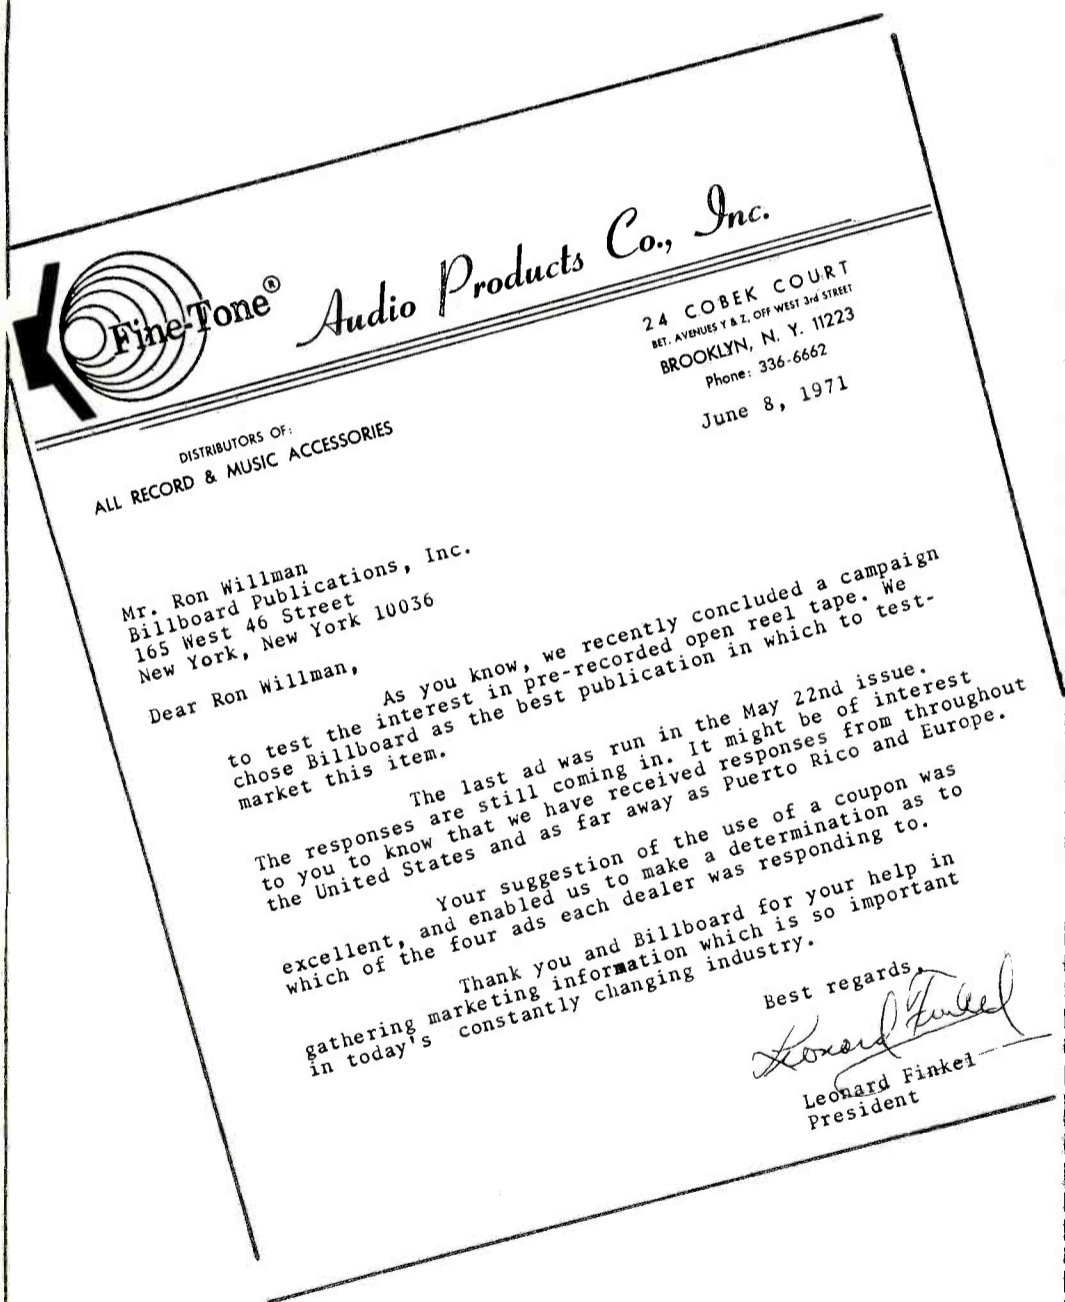 Fine-Tone® Audio Products Co., Inc.
24 COBEK COURT
BET. AVENUES Y & Z, OFF WEST 3rd STREET
BROOKLYN, N. Y. 11223
Phone: 336-6662
June 8, 1971
DISTRIBUTORS OF:
ALL RECORD & MUSIC ACCESSORIES
Mr. Ron Willman
Billboard Publications, Inc.
165 West 46 Street
New York, New York 10036
Dear Ron Willman,
As you know, we recently concluded a campaign
to test the interest in pre-recorded open reel tape. We
chose Billboard as the best publication in which to test-
market this item.
The last ad was run in the May 22nd issue.
The responses are still coming in. It might be of interest
to you to know that we have received responses from throughout
the United States and as far away as Puerto Rico and Europe.
Your suggestion of the use of a coupon was
excellent, and enabled us to make a determination as to
which of the four ads each dealer was responding to.
Thank you and Billboard for your help in
gathering marketing information which is so important
in today's constantly changing industry.
Best regards,
Leonard Finkel
Leonard Finkel
President